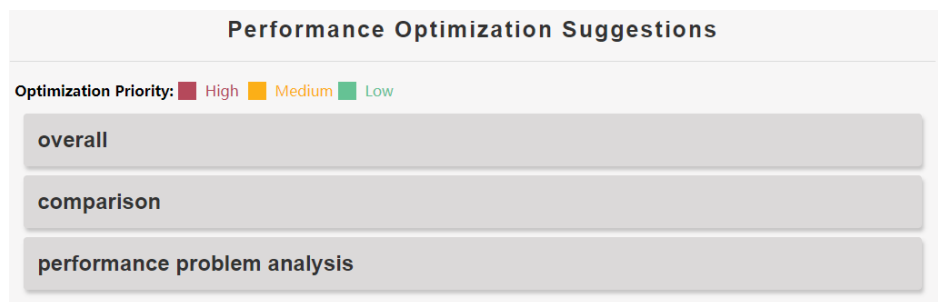 Performance Optimization Suggestions
Optimization Priority: High Medium Low
overall
comparison
performance problem analysis